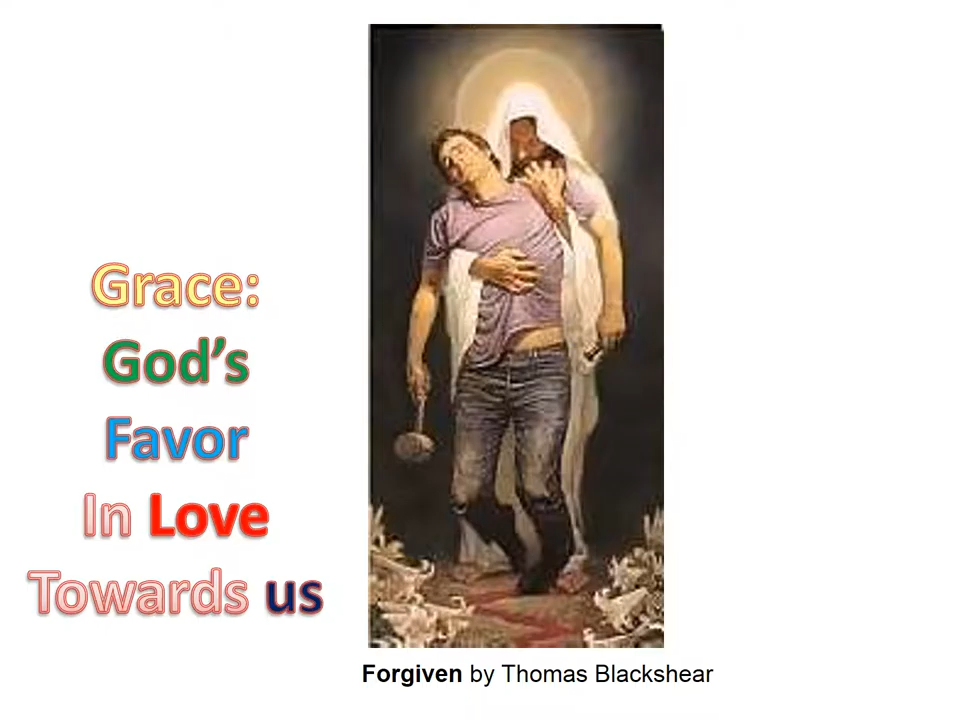 Grace:
God's
Favor
In Love
Towards us
Forgiven by Thomas Blackshear